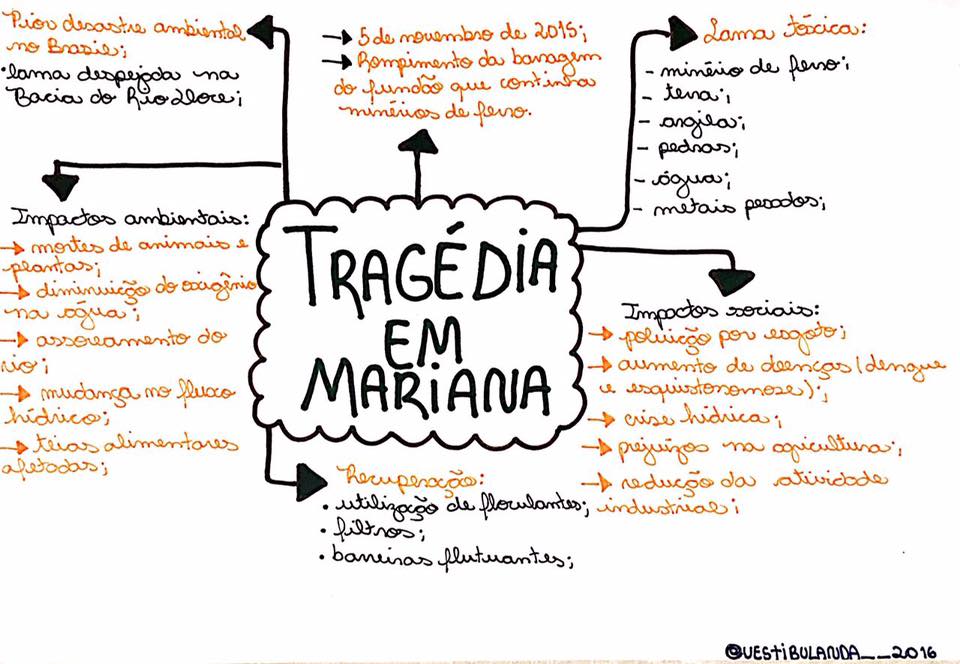 Pior desastre ambiental
no Brasil;
•lama despejada na
Bacia do Rio Doce;
→ 5 de novembro de 2015;
→ Rompimento da barragem
do fundão que continha
minérios de ferro.
Lama tóxica:
- minério de ferro;
- terra;
- argila;
- pedras;
- água;
- metais pesados;
Impactos ambientais:
→ mortes de animais e
plantas;
→ diminuição do oxigênio
na água;
→ assoreamento do
rio;
→ mudança no fluxo
hídrico;
→ teias alimentares
afetadas;
TRAGÉDIA
EM
MARIANA
Impactos sociais:
→ poluição por esgoto;
→ aumento de doenças (dengue
e esquistossomose);
→ crise hídrica;
→ prejuízos na agricultura;
→ redução da atividade
industrial;
Recuperação:
• utilização de floculantes;
• filtros;
• barreiras flutuantes;
@VESTIBULANDA__2016